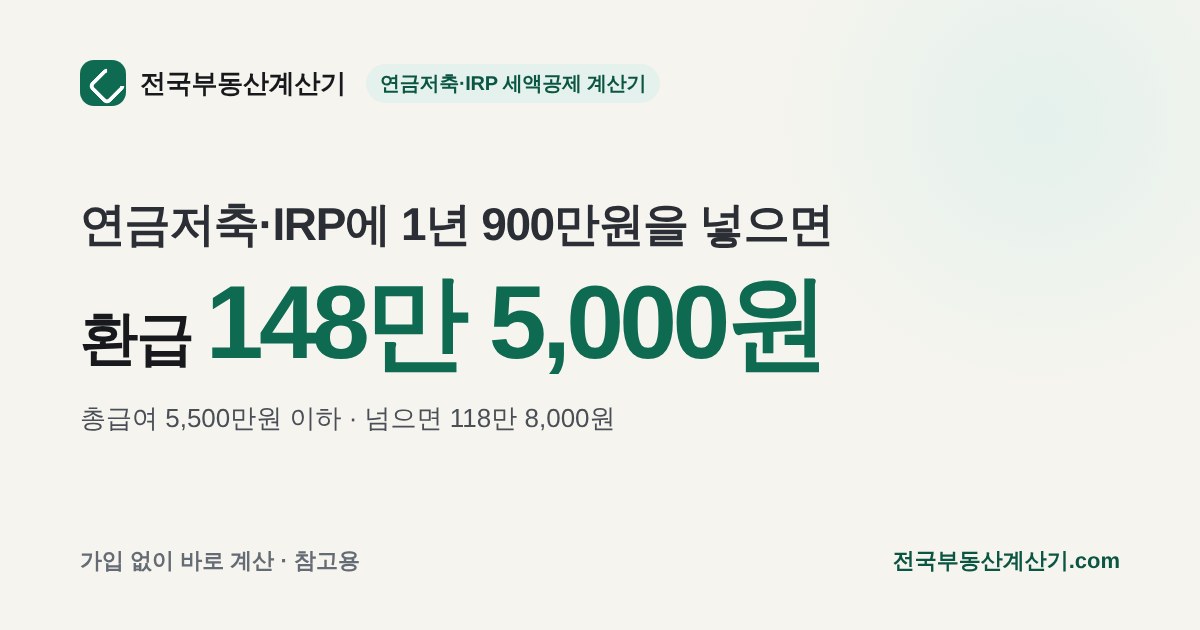 전국부동산계산기
연금저축·IRP 세액공제 계산기
연금저축·IRP에 1년 900만원을 넣으면
환급 148만 5,000원
총급여 5,500만원 이하 · 넘으면 118만 8,000원
가입 없이 바로 계산 · 참고용
전국부동산계산기.com